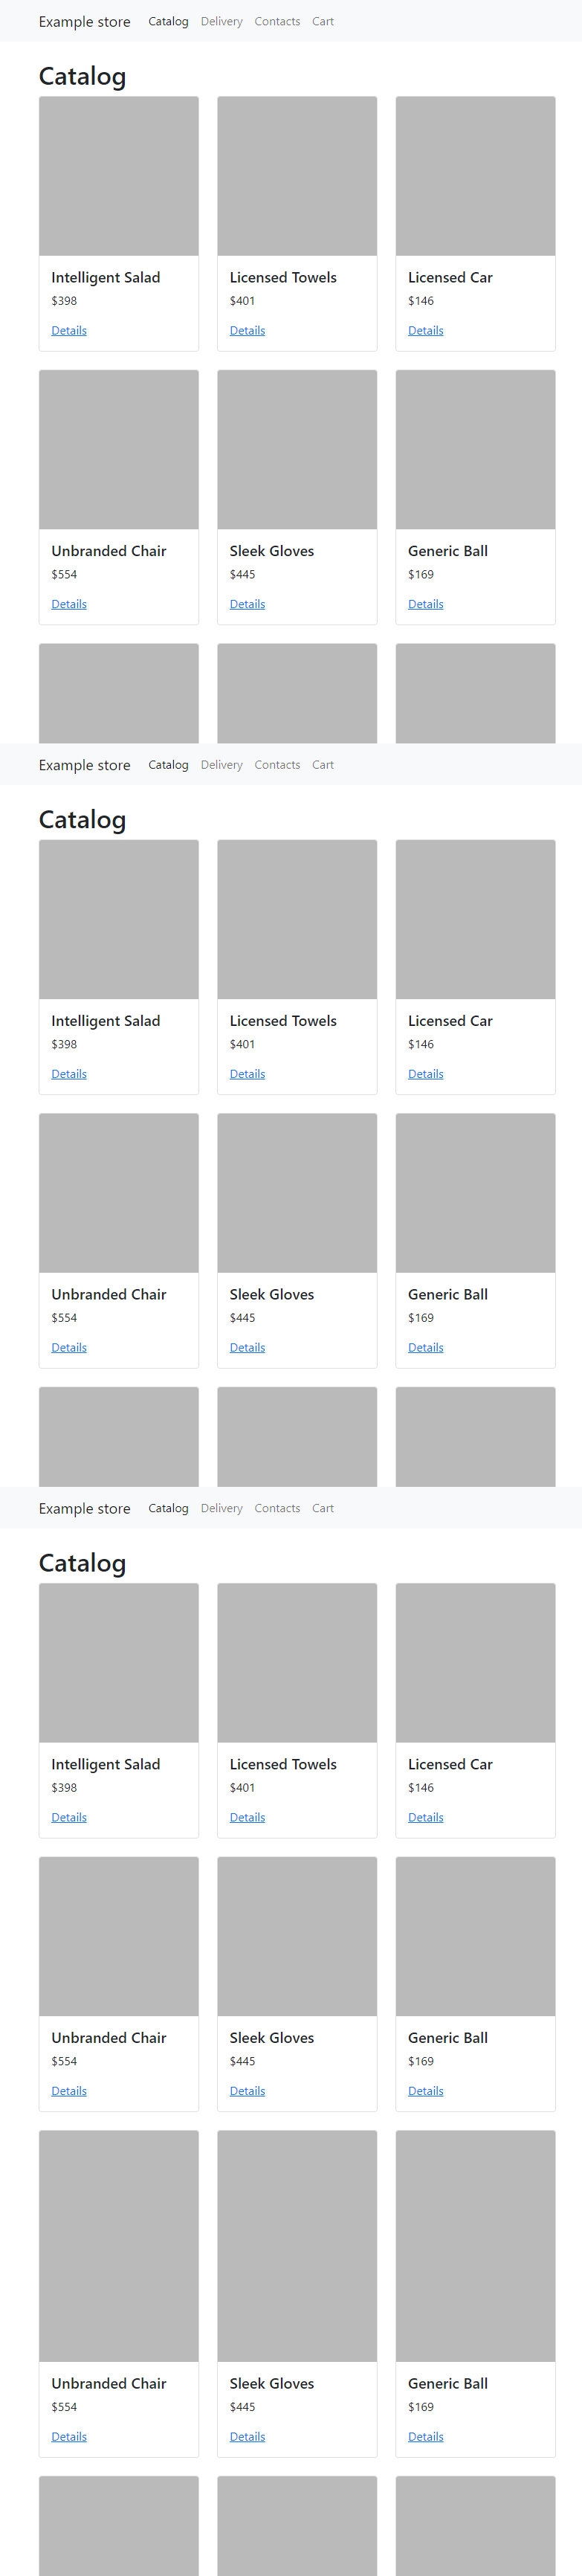 Example store Catalog Delivery Contacts Cart
Catalog
Intelligent Salad Licensed Towels Licensed Car
$398 $401 $146
Details Details Details
Unbranded Chair Sleek Gloves Generic Ball
$554 $445 $169
Details Details Details
Example store Catalog Delivery Contacts Cart
Catalog
Intelligent Salad Licensed Towels Licensed Car
$398 $401 $146
Details Details Details
Unbranded Chair Sleek Gloves Generic Ball
$554 $445 $169
Details Details Details
Example store Catalog Delivery Contacts Cart
Catalog
Intelligent Salad Licensed Towels Licensed Car
$398 $401 $146
Details Details Details
Unbranded Chair Sleek Gloves Generic Ball
$554 $445 $169
Details Details Details
Unbranded Chair Sleek Gloves Generic Ball
$554 $445 $169
Details Details Details